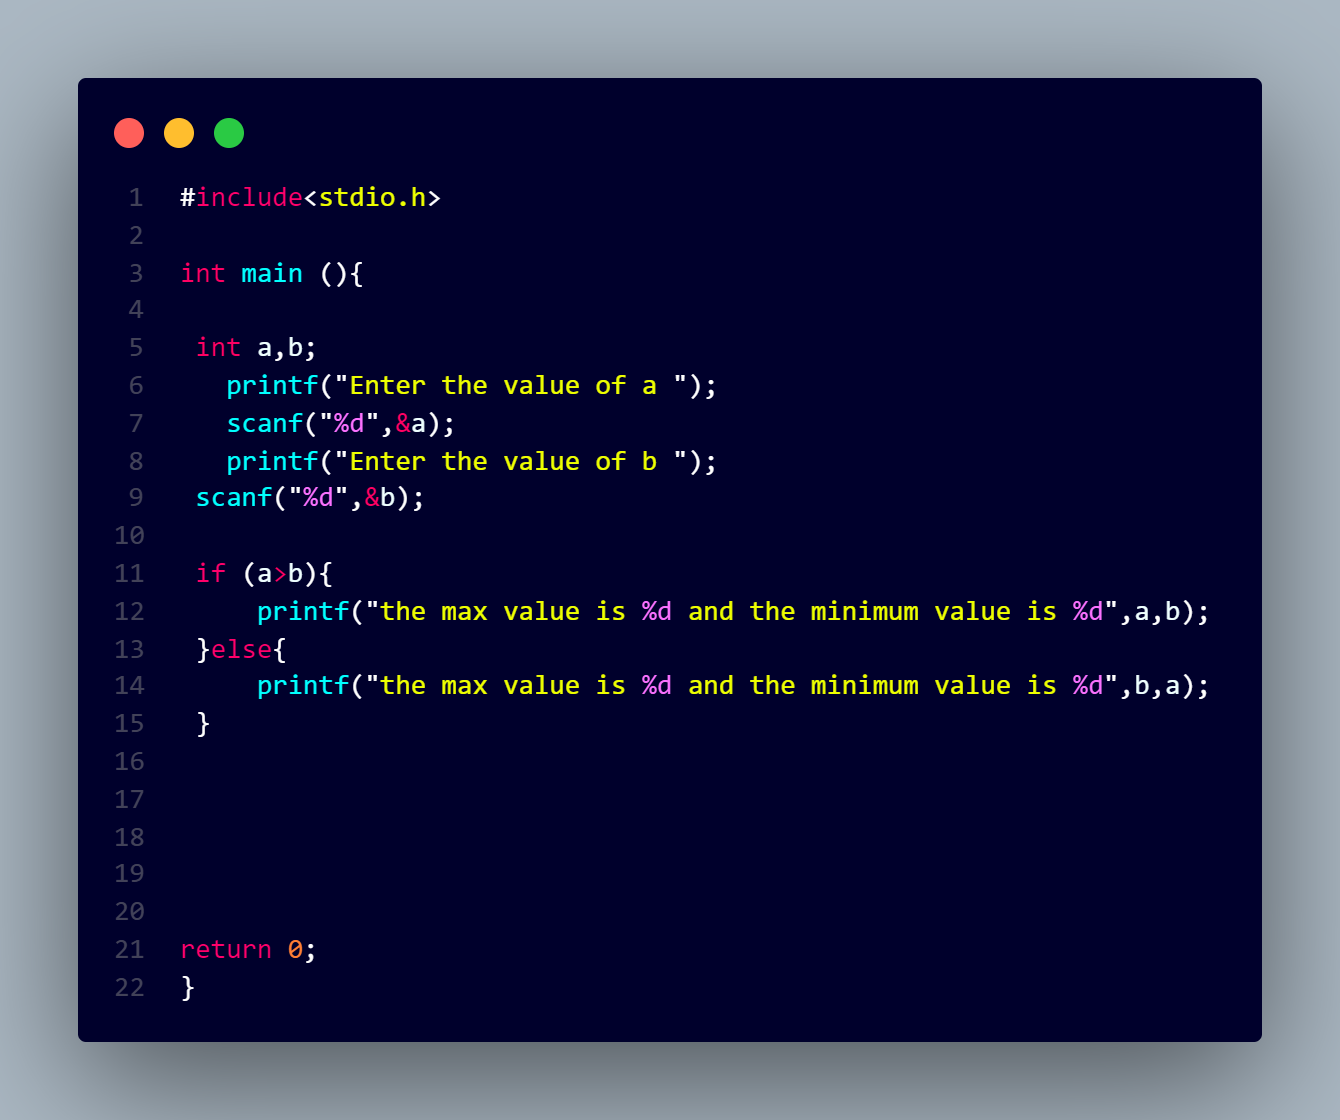 1 #include<stdio.h>
2
3 int main (){
4
5  int a,b;
6    printf("Enter the value of a ");
7    scanf("%d",&a);
8    printf("Enter the value of b ");
9  scanf("%d",&b);
10
11  if (a>b){
12      printf("the max value is %d and the minimum value is %d",a,b);
13  }else{
14      printf("the max value is %d and the minimum value is %d",b,a);
15  }
16
17
18
19
20
21 return 0;
22 }